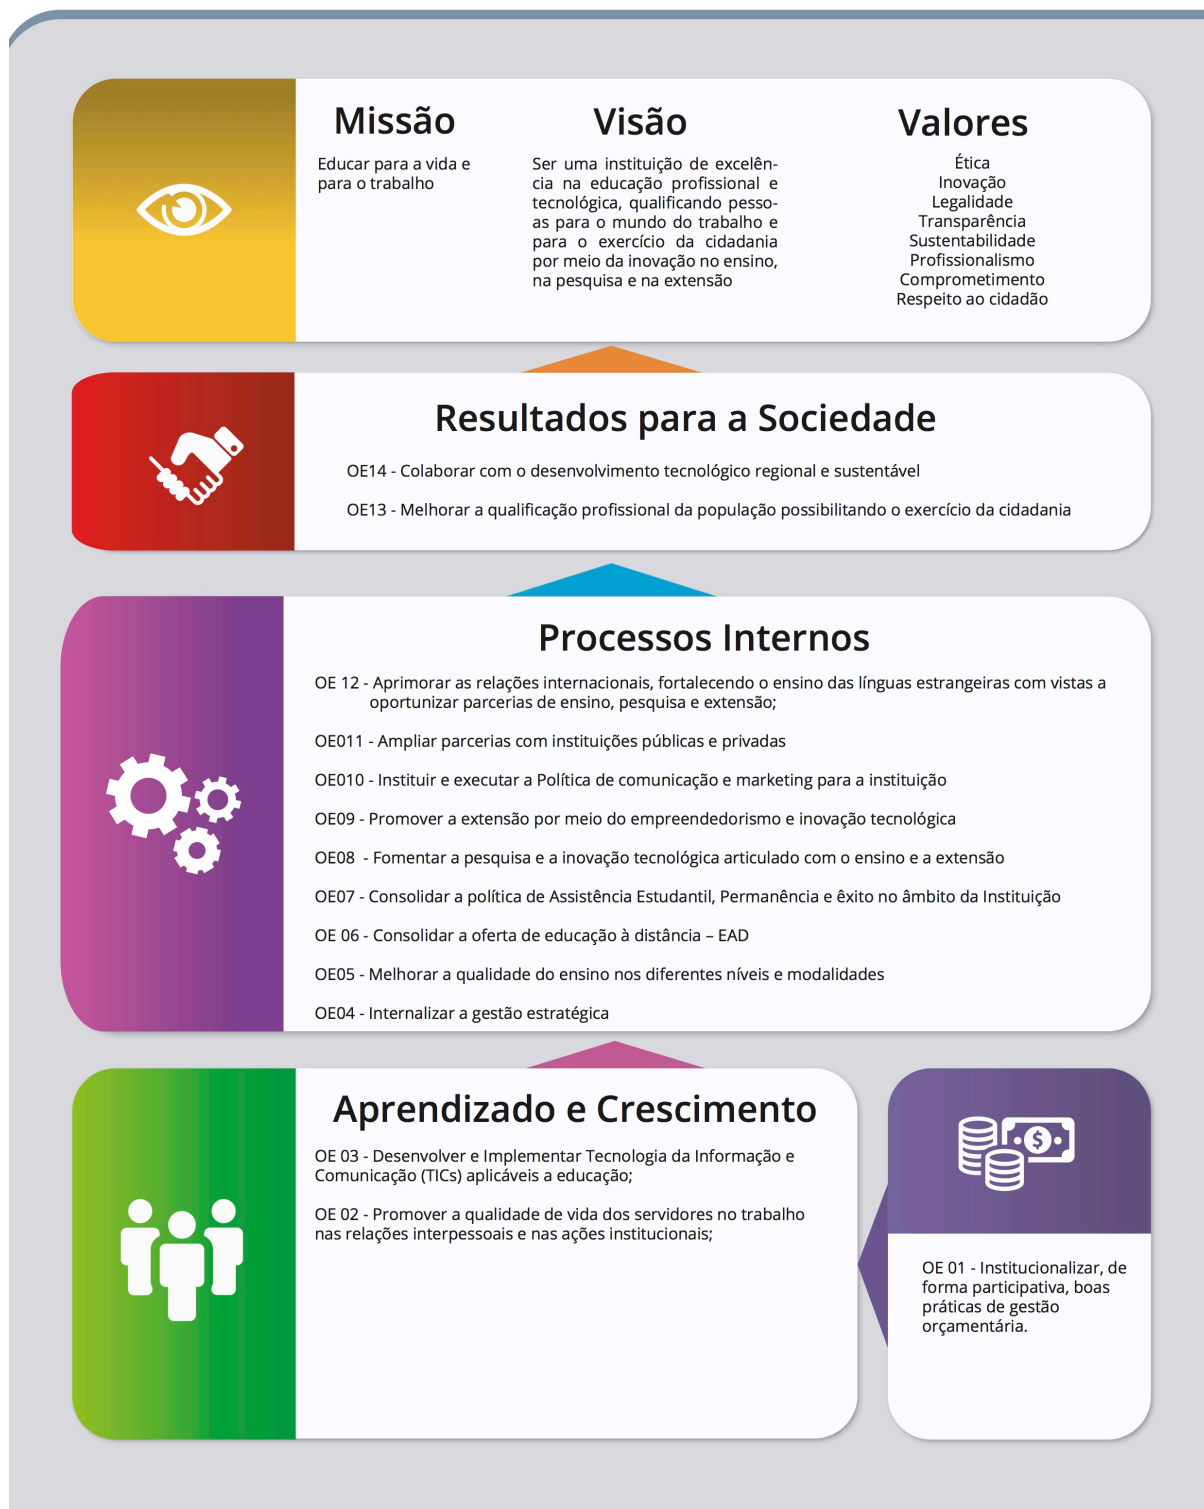 Missão
Educar para a vida e
para o trabalho
Visão
Ser uma instituição de excelên-
cia na educação profissional e
tecnológica, qualificando pesso-
as para o mundo do trabalho e
para o exercício da cidadania
por meio da inovação no ensino,
na pesquisa e na extensão
Valores
Ética
Inovação
Legalidade
Transparência
Sustentabilidade
Profissionalismo
Comprometimento
Respeito ao cidadão
Resultados para a Sociedade
OE14 - Colaborar com o desenvolvimento tecnológico regional e sustentável
OE13 - Melhorar a qualificação profissional da população possibilitando o exercício da cidadania
Processos Internos
OE 12 - Aprimorar as relações internacionais, fortalecendo o ensino das línguas estrangeiras com vistas a
oportunizar parcerias de ensino, pesquisa e extensão;
OE011 - Ampliar parcerias com instituições públicas e privadas
OE010 - Instituir e executar a Política de comunicação e marketing para a instituição
OE09 - Promover a extensão por meio do empreendedorismo e inovação tecnológica
OE08 - Fomentar a pesquisa e a inovação tecnológica articulado com o ensino e a extensão
OE07 - Consolidar a política de Assistência Estudantil, Permanência e êxito no âmbito da Instituição
OE 06 - Consolidar a oferta de educação à distância – EAD
OE05 - Melhorar a qualidade do ensino nos diferentes níveis e modalidades
OE04 - Internalizar a gestão estratégica
Aprendizado e Crescimento
OE 03 - Desenvolver e Implementar Tecnologia da Informação e
Comunicação (TICs) aplicáveis a educação;
OE 02 - Promover a qualidade de vida dos servidores no trabalho
nas relações interpessoais e nas ações institucionais;
$
OE 01 - Institucionalizar, de
forma participativa, boas
práticas de gestão
orçamentária.